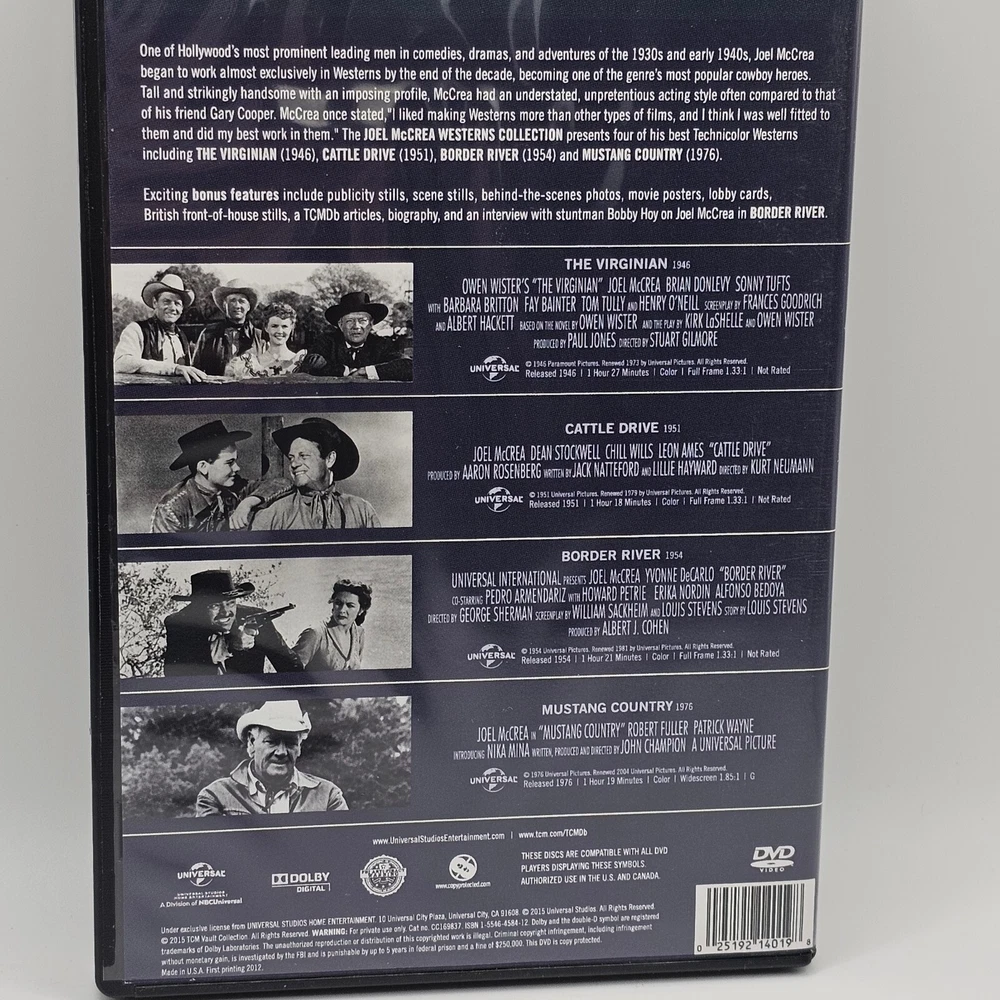 One of Hollywood's most prominent leading men in comedies, dramas, and adventures of the 1930s and early 1940s, Joel McCrea
began to work almost exclusively in Westerns by the end of the decade, becoming one of the genre's most popular cowboy heroes.
Tall and strikingly handsome with an imposing profile, McCrea had an understated, unpretentious acting style often compared to that
of his friend Gary Cooper. McCrea once stated,"I liked making Westerns more than other types of films, and I think I was well fitted to
them and did my best work in them." The JOEL McCREA WESTERNS COLLECTION presents four of his best Technicolor Westerns
including THE VIRGINIAN (1946), CATTLE DRIVE (1951), BORDER RIVER (1954) and MUSTANG COUNTRY (1976).
Exciting bonus features include publicity stills, scene stills, behind-the-scenes photos, movie posters, lobby cards,
British front-of-house stills, a TCMDb articles, biography, and an interview with stuntman Bobby Hoy on Joel McCrea in BORDER RIVER.
THE VIRGINIAN 1946
OWEN WISTER'S "THE VIRGINIAN" JOEL McCREA BRIAN DONLEVY SONNY TUFTS
WITH BARBARA BRITTON FAY BAINTER TOM TULLY AND HENRY O'NEILL SCREENPLAY BY FRANCES GOODRICH
AND ALBERT HACKETT BASED ON THE NOVEL BY OWEN WISTER AND THE PLAY BY KIRK LaSHELLE AND OWEN WISTER
PRODUCED BY PAUL JONES DIRECTED BY STUART GILMORE
UNIVERSAL
© 1946 Paramount Pictures. Renewed 1973 by Universal Pictures. All Rights Reserved.
Released 1946 | 1 Hour 27 Minutes | Color | Full Frame 1.33:1 | Not Rated
CATTLE DRIVE 1951
JOEL McCREA DEAN STOCKWELL CHILL WILLS LEON AMES "CATTLE DRIVE"
PRODUCED BY AARON ROSENBERG WRITTEN BY JACK NATTEFORD AND LILLIE HAYWARD DIRECTED BY KURT NEUMANN
UNIVERSAL
© 1951 Universal Pictures. Renewed 1979 by Universal Pictures. All Rights Reserved.
Released 1951 | 1 Hour 18 Minutes | Color | Full Frame 1.33:1 | Not Rated
BORDER RIVER 1954
UNIVERSAL INTERNATIONAL PRESENTS JOEL McCREA YVONNE DeCARLO "BORDER RIVER"
CO-STARRING PEDRO ARMENDARIZ WITH HOWARD PETRIE ERIKA NORDIN ALFONSO BEDOYA
DIRECTED BY GEORGE SHERMAN SCREENPLAY BY WILLIAM SACKHEIM AND LOUIS STEVENS STORY BY LOUIS STEVENS
PRODUCED BY ALBERT J. COHEN
UNIVERSAL
© 1954 Universal Pictures. Renewed 1981 by Universal Pictures. All Rights Reserved.
Released 1954 | 1 Hour 21 Minutes | Color | Full Frame 1.33:1 | Not Rated
MUSTANG COUNTRY 1976
JOEL McCREA IN "MUSTANG COUNTRY" ROBERT FULLER PATRICK WAYNE
INTRODUCING NIKA MINA WRITTEN, PRODUCED AND DIRECTED BY JOHN CHAMPION A UNIVERSAL PICTURE
UNIVERSAL
© 1976 Universal Pictures. Renewed 2004 Universal Pictures. All Rights Reserved.
Released 1976 | 1 Hour 19 Minutes | Color | Widescreen 1.85:1 | G
www.UniversalStudiosEntertainment.com | www.tcm.com/TCMDb
UNIVERSAL
UNIVERSAL STUDIOS
HOME ENTERTAINMENT
A Division of NBCUniversal
DOLBY
DIGITAL
www.copyprotected.com
THESE DISCS ARE COMPATIBLE WITH ALL DVD
PLAYERS DISPLAYING THESE SYMBOLS.
AUTHORIZED USE IN THE U.S. AND CANADA.
DVD
VIDEO
Under exclusive license from UNIVERSAL STUDIOS HOME ENTERTAINMENT. 10 Universal City Plaza, Universal City, CA 91608. © 2015 Universal Studios. All Rights Reserved.
© 2015 TCM Vault Collection. All Rights Reserved. WARNING: For private use only. Cat no. CC169837. ISBN 1-5546-4584-12. Dolby and the double-D symbol are registered
trademarks of Dolby Laboratories. The unauthorized reproduction or distribution of this copyrighted work is illegal. Criminal copyright infringement, including infringement
without monetary gain, is investigated by the FBI and is punishable by up to 5 years in federal prison and a fine of $250,000. This DVD is copy protected.
Made in U.S.A. First printing 2012.
0 25192 14019 8